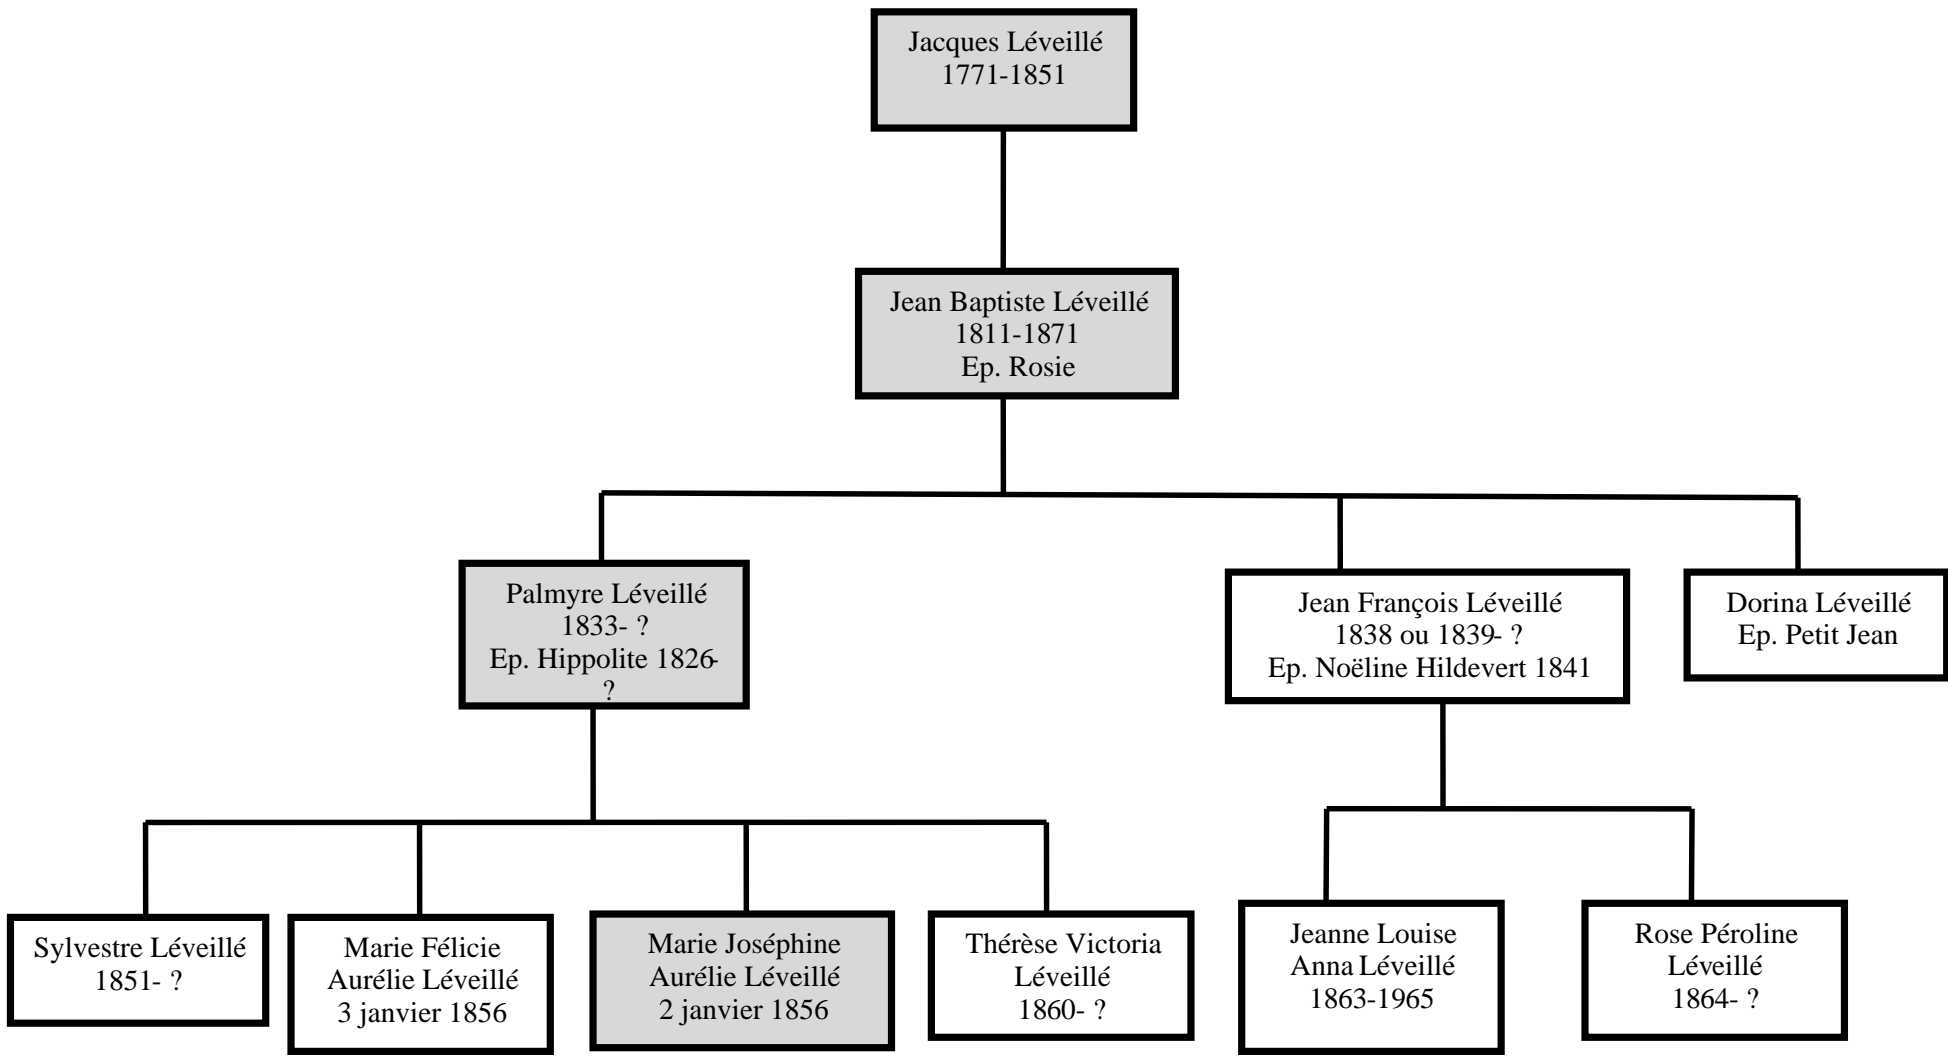 Jacques Léveillé
1771-1851
Jean Baptiste Léveillé
1811-1871
Ep. Rosie
Palmyre Léveillé
1833- ?
Ep. Hippolite 1826-
?
Jean François Léveillé
1838 ou 1839- ?
Ep. Noëline Hildevert 1841
Dorina Léveillé
Ep. Petit Jean
Sylvestre Léveillé
1851- ?
Marie Félicie
Aurélie Léveillé
3 janvier 1856
Marie Joséphine
Aurélie Léveillé
2 janvier 1856
Thérèse Victoria
Léveillé
1860- ?
Jeanne Louise
Anna Léveillé
1863-1965
Rose Péroline
Léveillé
1864- ?